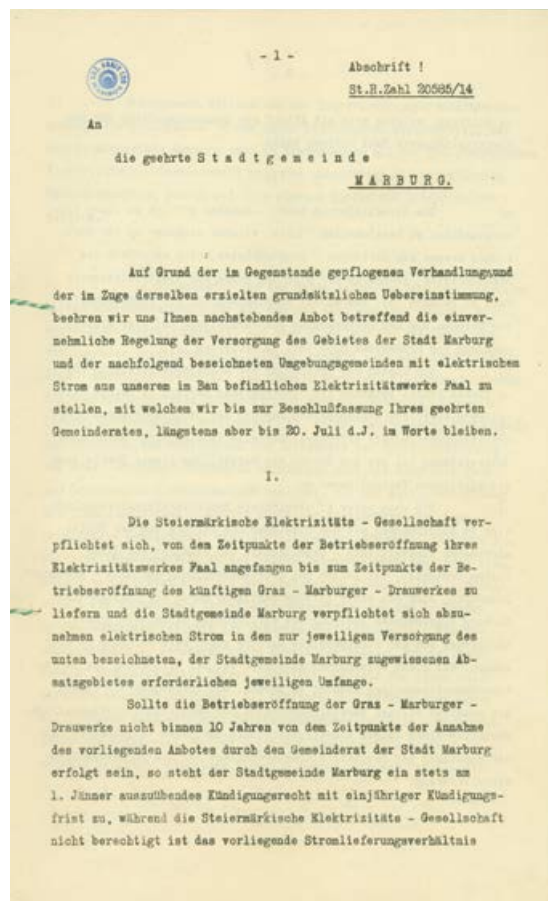 - 1 -
Abschrift !
St.R.Zahl 20585/14
An
die geehrte S t a d t g e m e i n d e
M A R B U R G.
Auf Grund der im Gegenstande gepflogenen Verhandlungen und
der im Zuge derselben erzielten grundsätzlichen Uebereinstimmung,
beehren wir uns Ihnen nachstehendes Anbot betreffend die einver-
nehmliche Regelung der Versorgung des Gebietes der Stadt Marburg
und der nachfolgend bezeichneten Umgebungsgemeinden mit elektrischem
Strom aus unserem im Bau befindlichen Elektrizitätswerke Faal zu
stellen, mit welchem wir bis zur Beschlußfassung Ihres geehrten
Gemeinderates, längstens aber bis 20. Juli d.J. im Worte bleiben.
I.
Die Steiermärkische Elektrizitäts - Gesellschaft ver-
pflichtet sich, von dem Zeitpunkte der Betriebseröffnung ihres
Elektrizitätswerkes Faal angefangen bis zum Zeitpunkte der Be-
triebseröffnung des künftigen Graz - Marburger - Drauwerkes zu
liefern und die Stadtgemeinde Marburg verpflichtet sich abzu-
nehmen elektrischen Strom in den zur jeweiligen Versorgung des
unten bezeichneten, der Stadtgemeinde Marburg zugewiesenen Ab-
satzgebietes erforderlichen jeweiligen Umfange.
Sollte die Betriebseröffnung der Graz - Marburger -
Drauwerke nicht binnen 10 Jahren von dem Zeitpunkte der Annahme
des vorliegenden Anbotes durch den Gemeinderat der Stadt Marburg
erfolgt sein, so steht der Stadtgemeinde Marburg ein stets am
1. Jänner auszuübendes Kündigungsrecht mit einjähriger Kündigungs-
frist zu, während die Steiermärkische Elektrizitäts - Gesellschaft
nicht berechtigt ist das vorliegende Stromlieferungsverhältnis